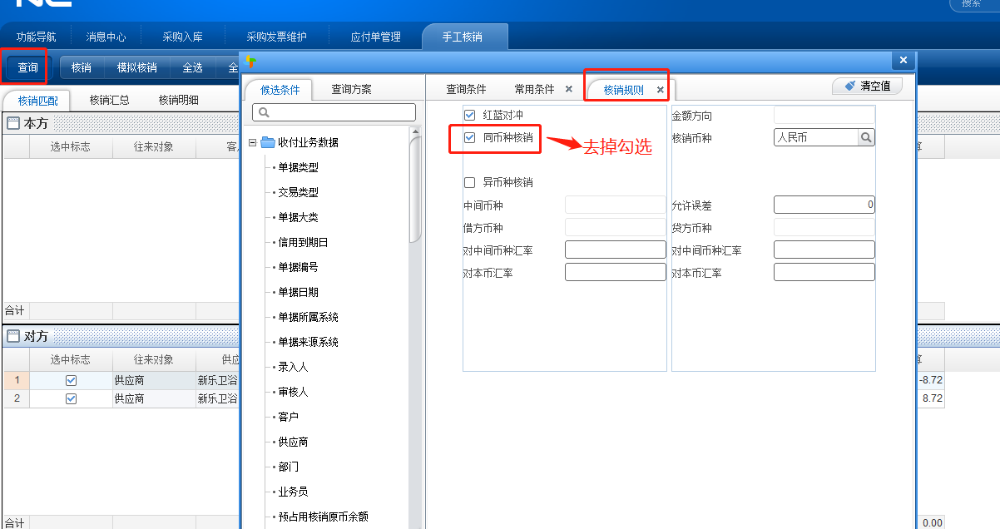 搜索
功能导航 消息中心 采购入库 采购发票维护 应付单管理 手工核销
查询 核销 模拟核销 全选 全
核销匹配 核销汇总 核销明细
本方
选中标志 往来对象 客
合计
对方
选中标志 往来对象 供应
1 供应商 新乐卫浴 -8.72
2 供应商 新乐卫浴 8.72
合计 0.00
候选条件 查询方案
收付业务数据
单据类型
交易类型
单据大类
信用到期日
单据编号
单据日期
单据所属系统
单据来源系统
录入人
审核人
客户
供应商
部门
业务员
预占用核销原币余额
查询条件 常用条件 核销规则 清空值
红蓝对冲 金额方向
同币种核销 核销币种 人民币
去掉勾选
异币种核销
中间币种 允许误差 0
借方币种 贷方币种
对中间币种汇率 对中间币种汇率
对本币汇率 对本币汇率